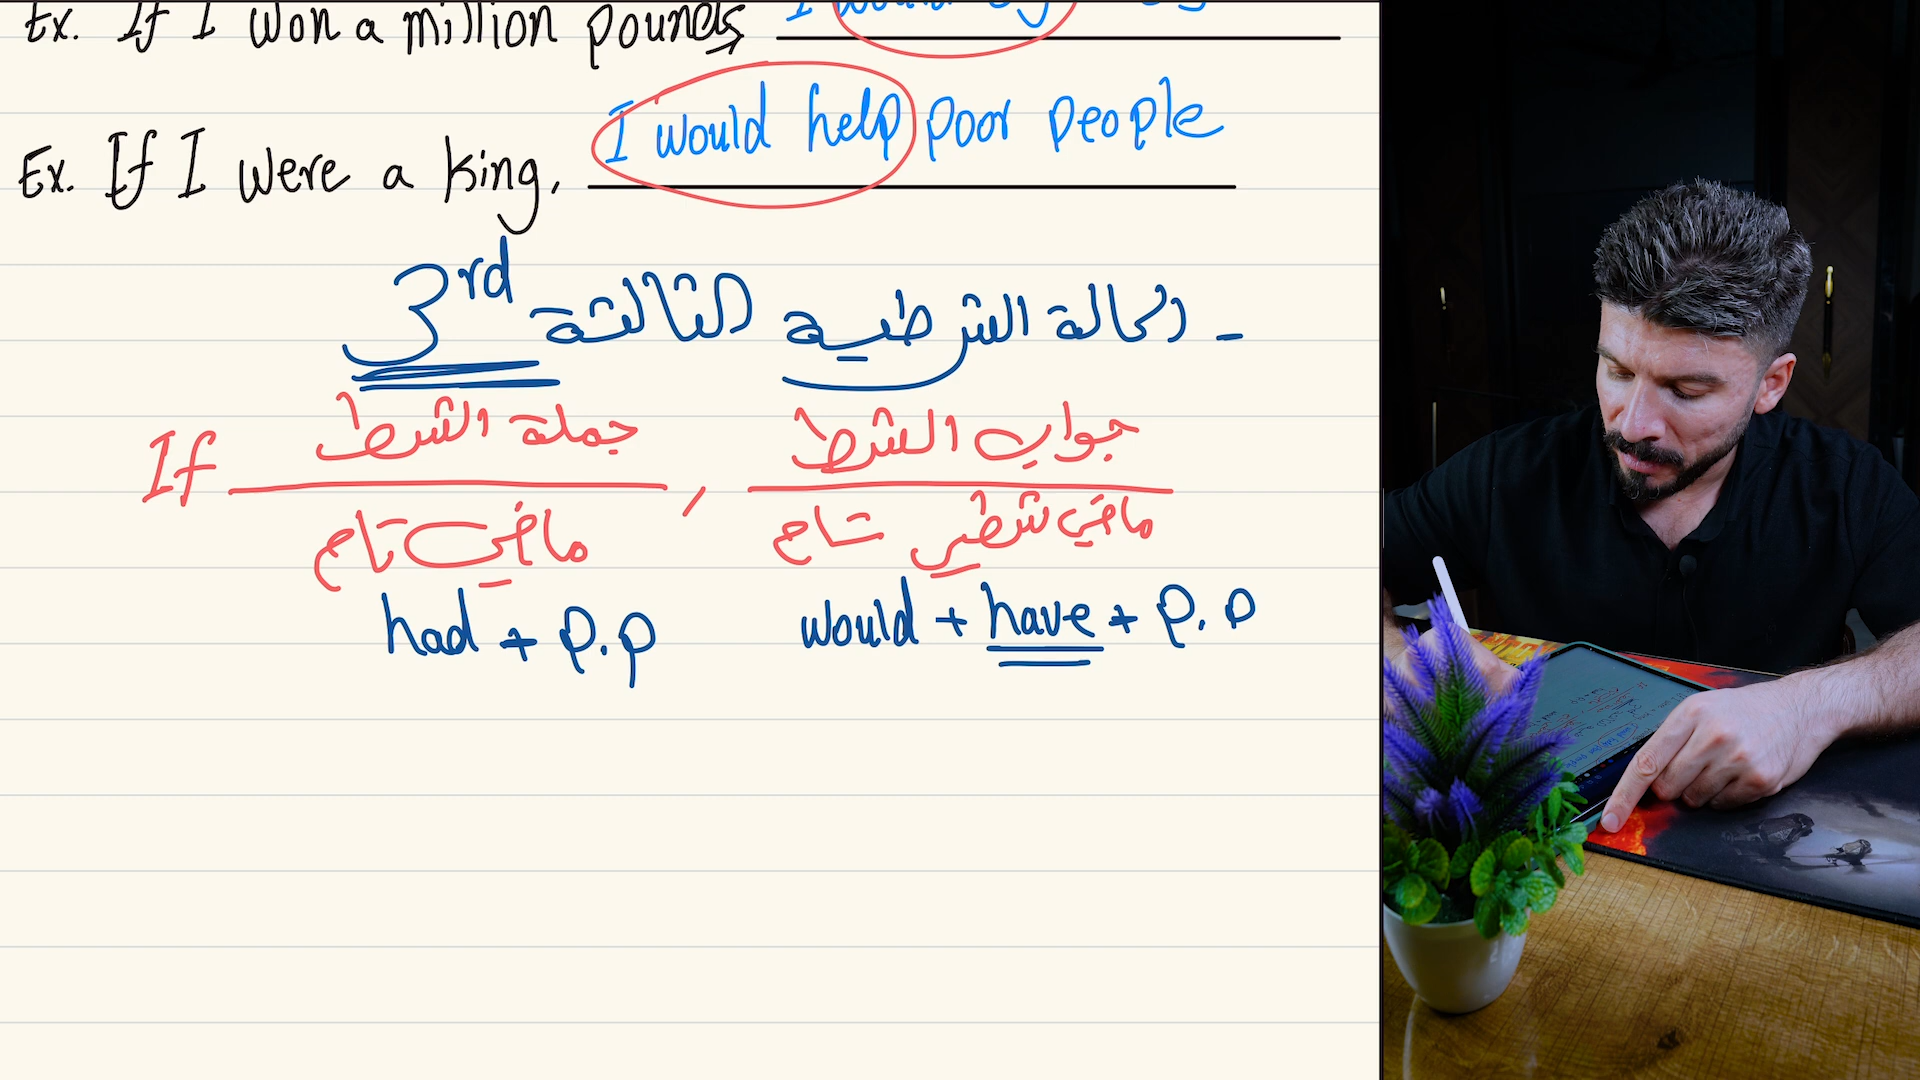 Ex. If I won a million pounds, I would
I would help poor people
Ex. If I were a king,
- الحالة الشرطية الثالثة 3rd
If جملة الشرط , جواب الشرط
ماضي تام ماضي شرطي تام
had + p.p would + have + p.p